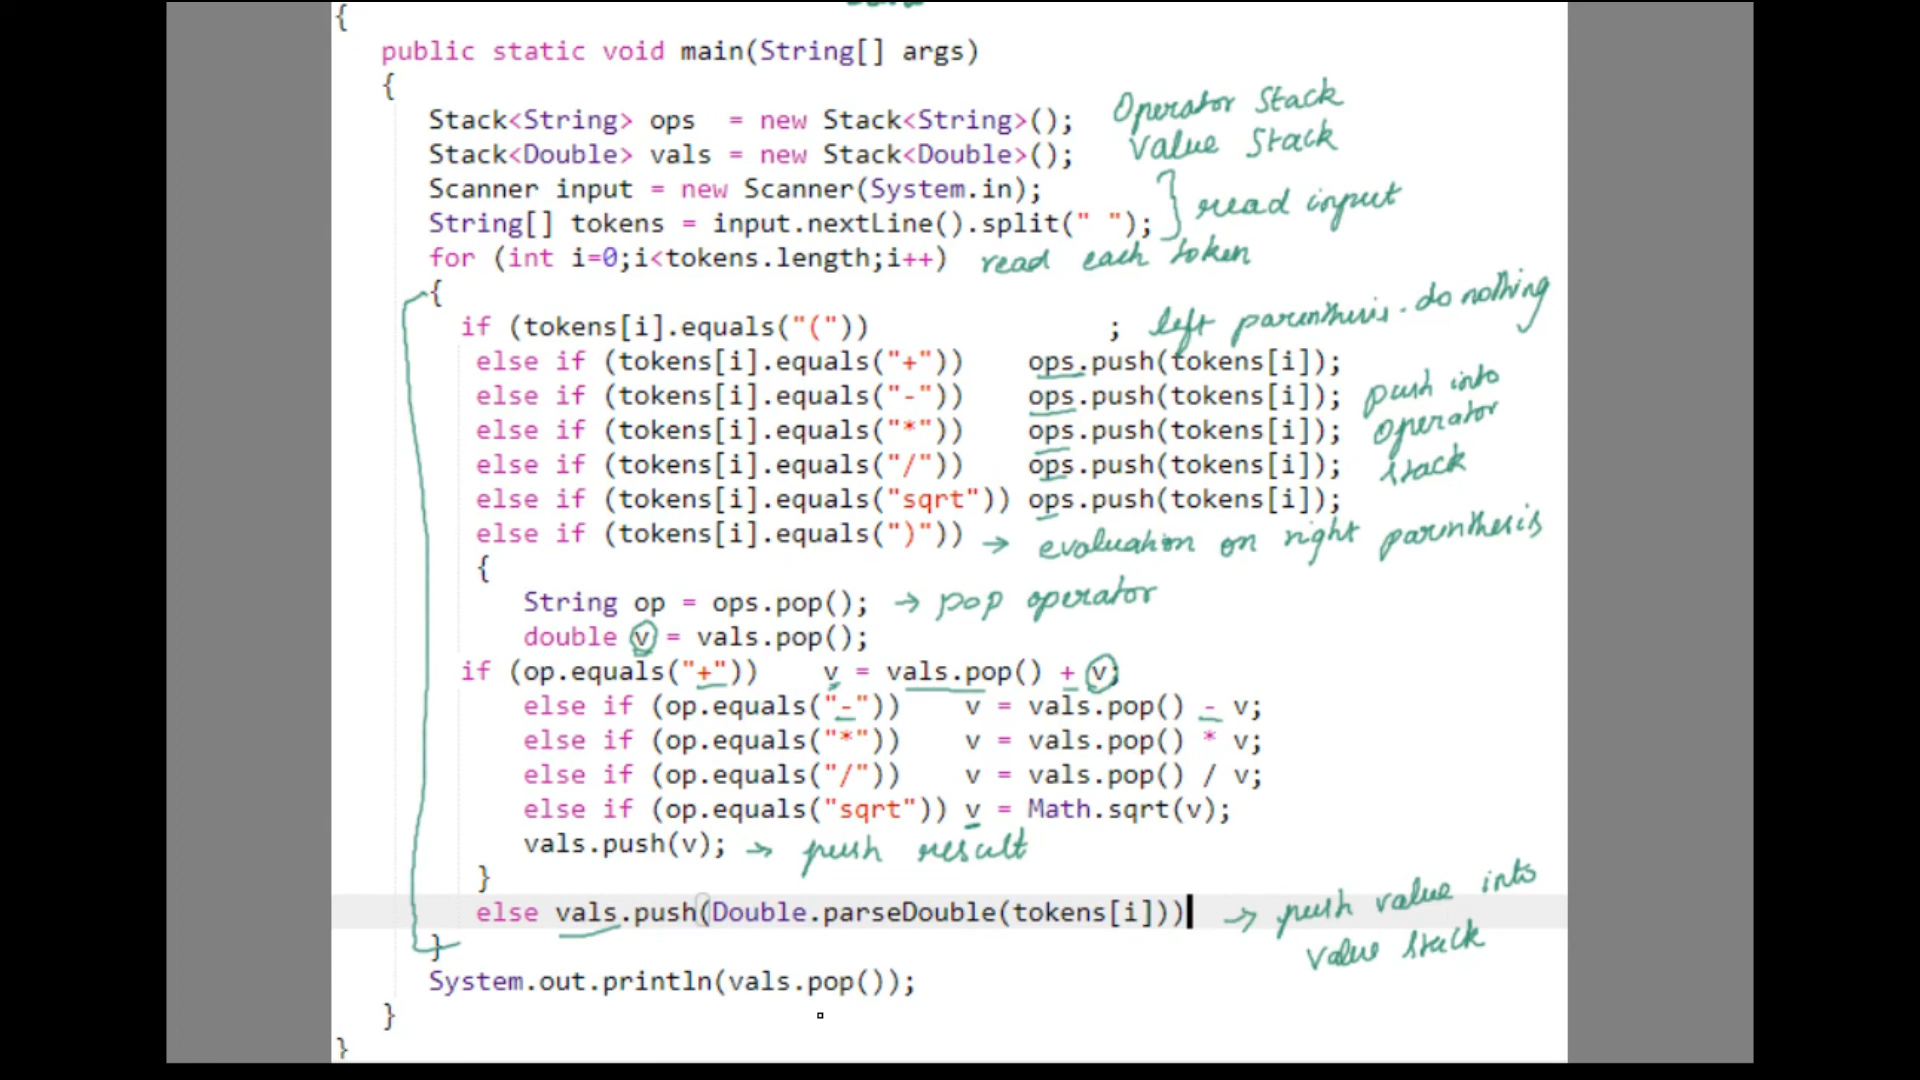 {
public static void main(String[] args)
{
Stack<String> ops  = new Stack<String>(); Operator Stack
Stack<Double> vals = new Stack<Double>(); Value Stack
Scanner input = new Scanner(System.in);
String[] tokens = input.nextLine().split(" "); } read input
for (int i=0;i<tokens.length;i++) read each token
{
if (tokens[i].equals("(")) ; left parenthesis. do nothing
else if (tokens[i].equals("+")) ops.push(tokens[i]);
else if (tokens[i].equals("-")) ops.push(tokens[i]); push into
else if (tokens[i].equals("*")) ops.push(tokens[i]); operator
else if (tokens[i].equals("/")) ops.push(tokens[i]); stack
else if (tokens[i].equals("sqrt")) ops.push(tokens[i]);
else if (tokens[i].equals(")")) → evaluation on right parenthesis
{
String op = ops.pop(); → pop operator
double v = vals.pop();
if (op.equals("+")) v = vals.pop() + v;
else if (op.equals("-")) v = vals.pop() - v;
else if (op.equals("*")) v = vals.pop() * v;
else if (op.equals("/")) v = vals.pop() / v;
else if (op.equals("sqrt")) v = Math.sqrt(v);
vals.push(v); → push result
}
else vals.push(Double.parseDouble(tokens[i])) → push value into
} value stack
System.out.println(vals.pop());
}
}